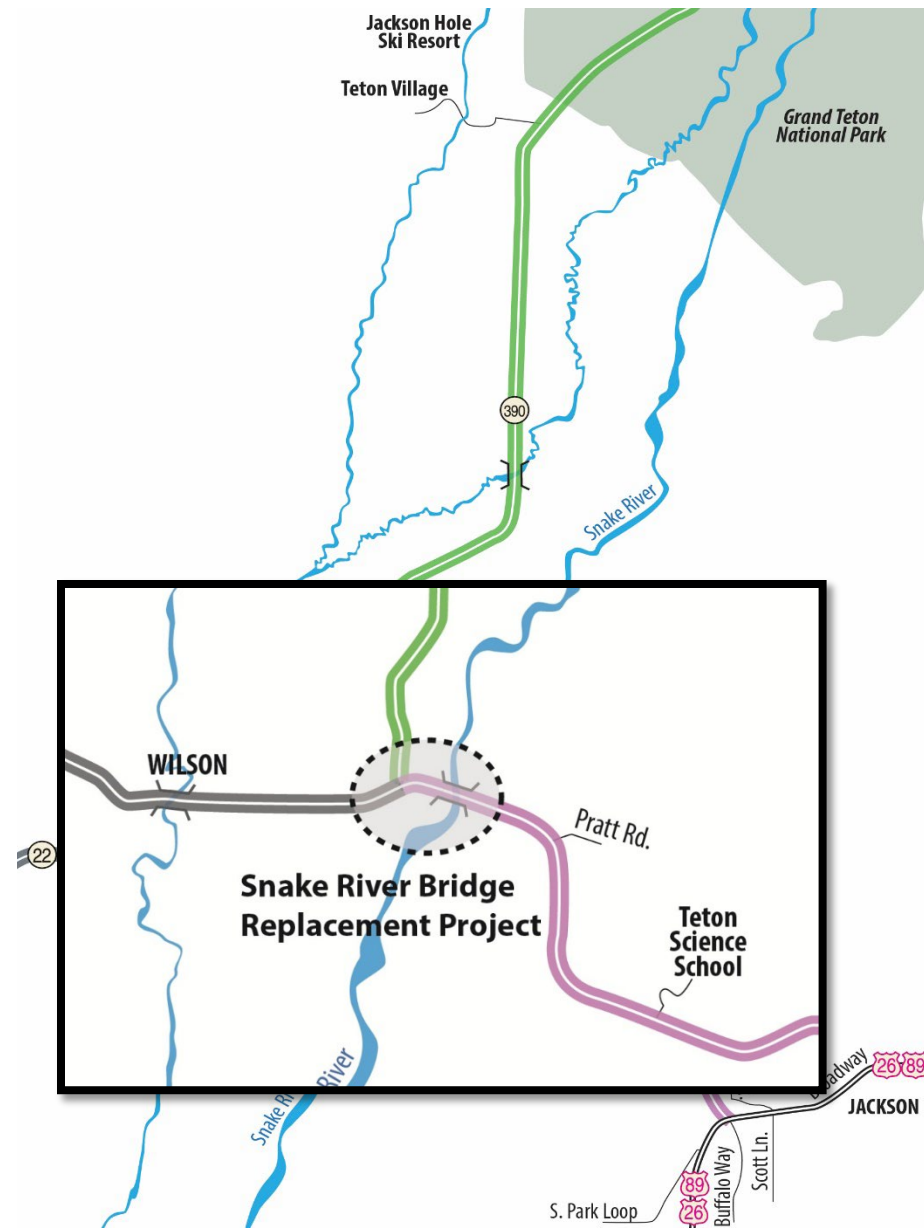 Jackson Hole
Ski Resort
Teton Village
Grand Teton
National Park
390
Snake River
WILSON
Pratt Rd.
22
Snake River Bridge
Replacement Project
Teton
Science
School
River
Snake Ri
26 89
JACKSON
Scott Ln.
Buffalo Way
89
26
S. Park Loop